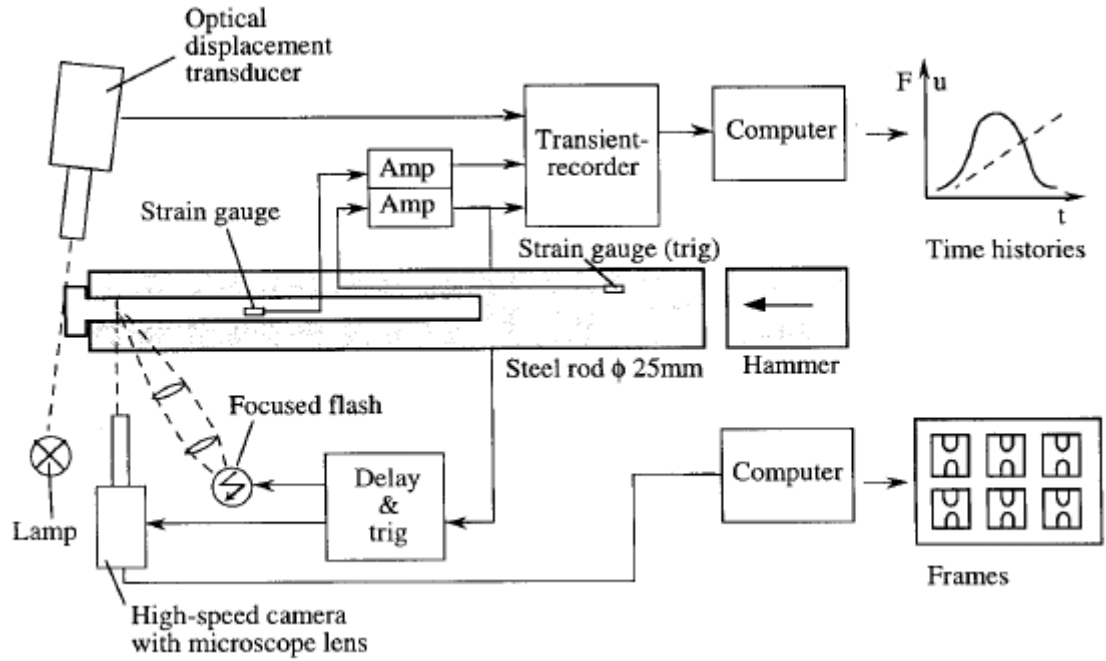 Optical
displacement
transducer
Strain gauge
Amp
Amp
Transient-
recorder
Computer
F
u
t
Time histories
Strain gauge (trig)
Steel rod ϕ 25mm
Hammer
Focused flash
Delay
&
trig
Computer
Frames
Lamp
High-speed camera
with microscope lens